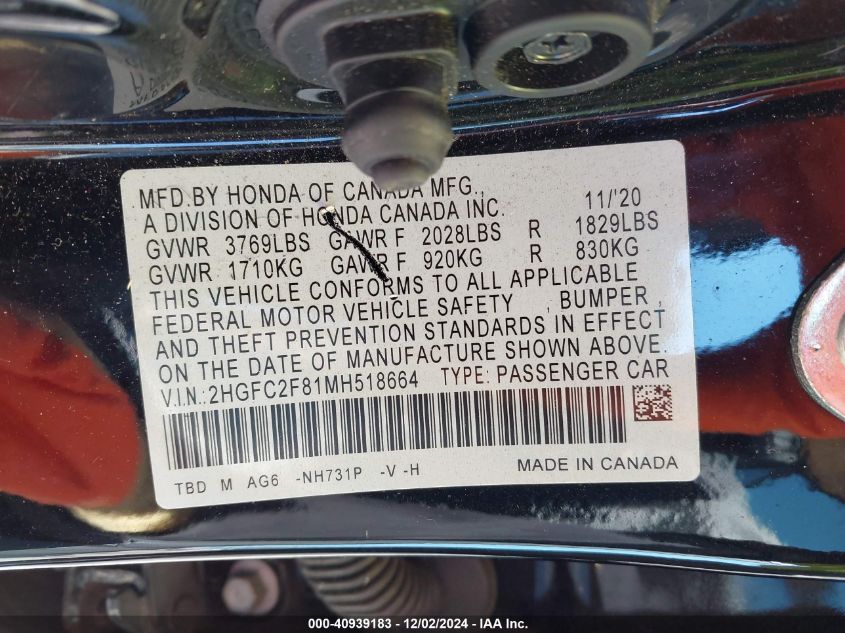 MFD.BY HONDA OF CANADA MFG., 11/'20
A DIVISION OF HONDA CANADA INC.
GVWR 3769LBS GAWR F 2028LBS R 1829LBS
GVWR 1710KG GAWR F 920KG R 830KG
THIS VEHICLE CONFORMS TO ALL APPLICABLE
FEDERAL MOTOR VEHICLE SAFETY , BUMPER ,
AND THEFT PREVENTION STANDARDS IN EFFECT
ON THE DATE OF MANUFACTURE SHOWN ABOVE.
V.I.N.:2HGFC2F81MH518664 TYPE: PASSENGER CAR
TBD M AG6 -NH731P -V -H MADE IN CANADA
000-40939183 - 12/02/2024 - IAA Inc.